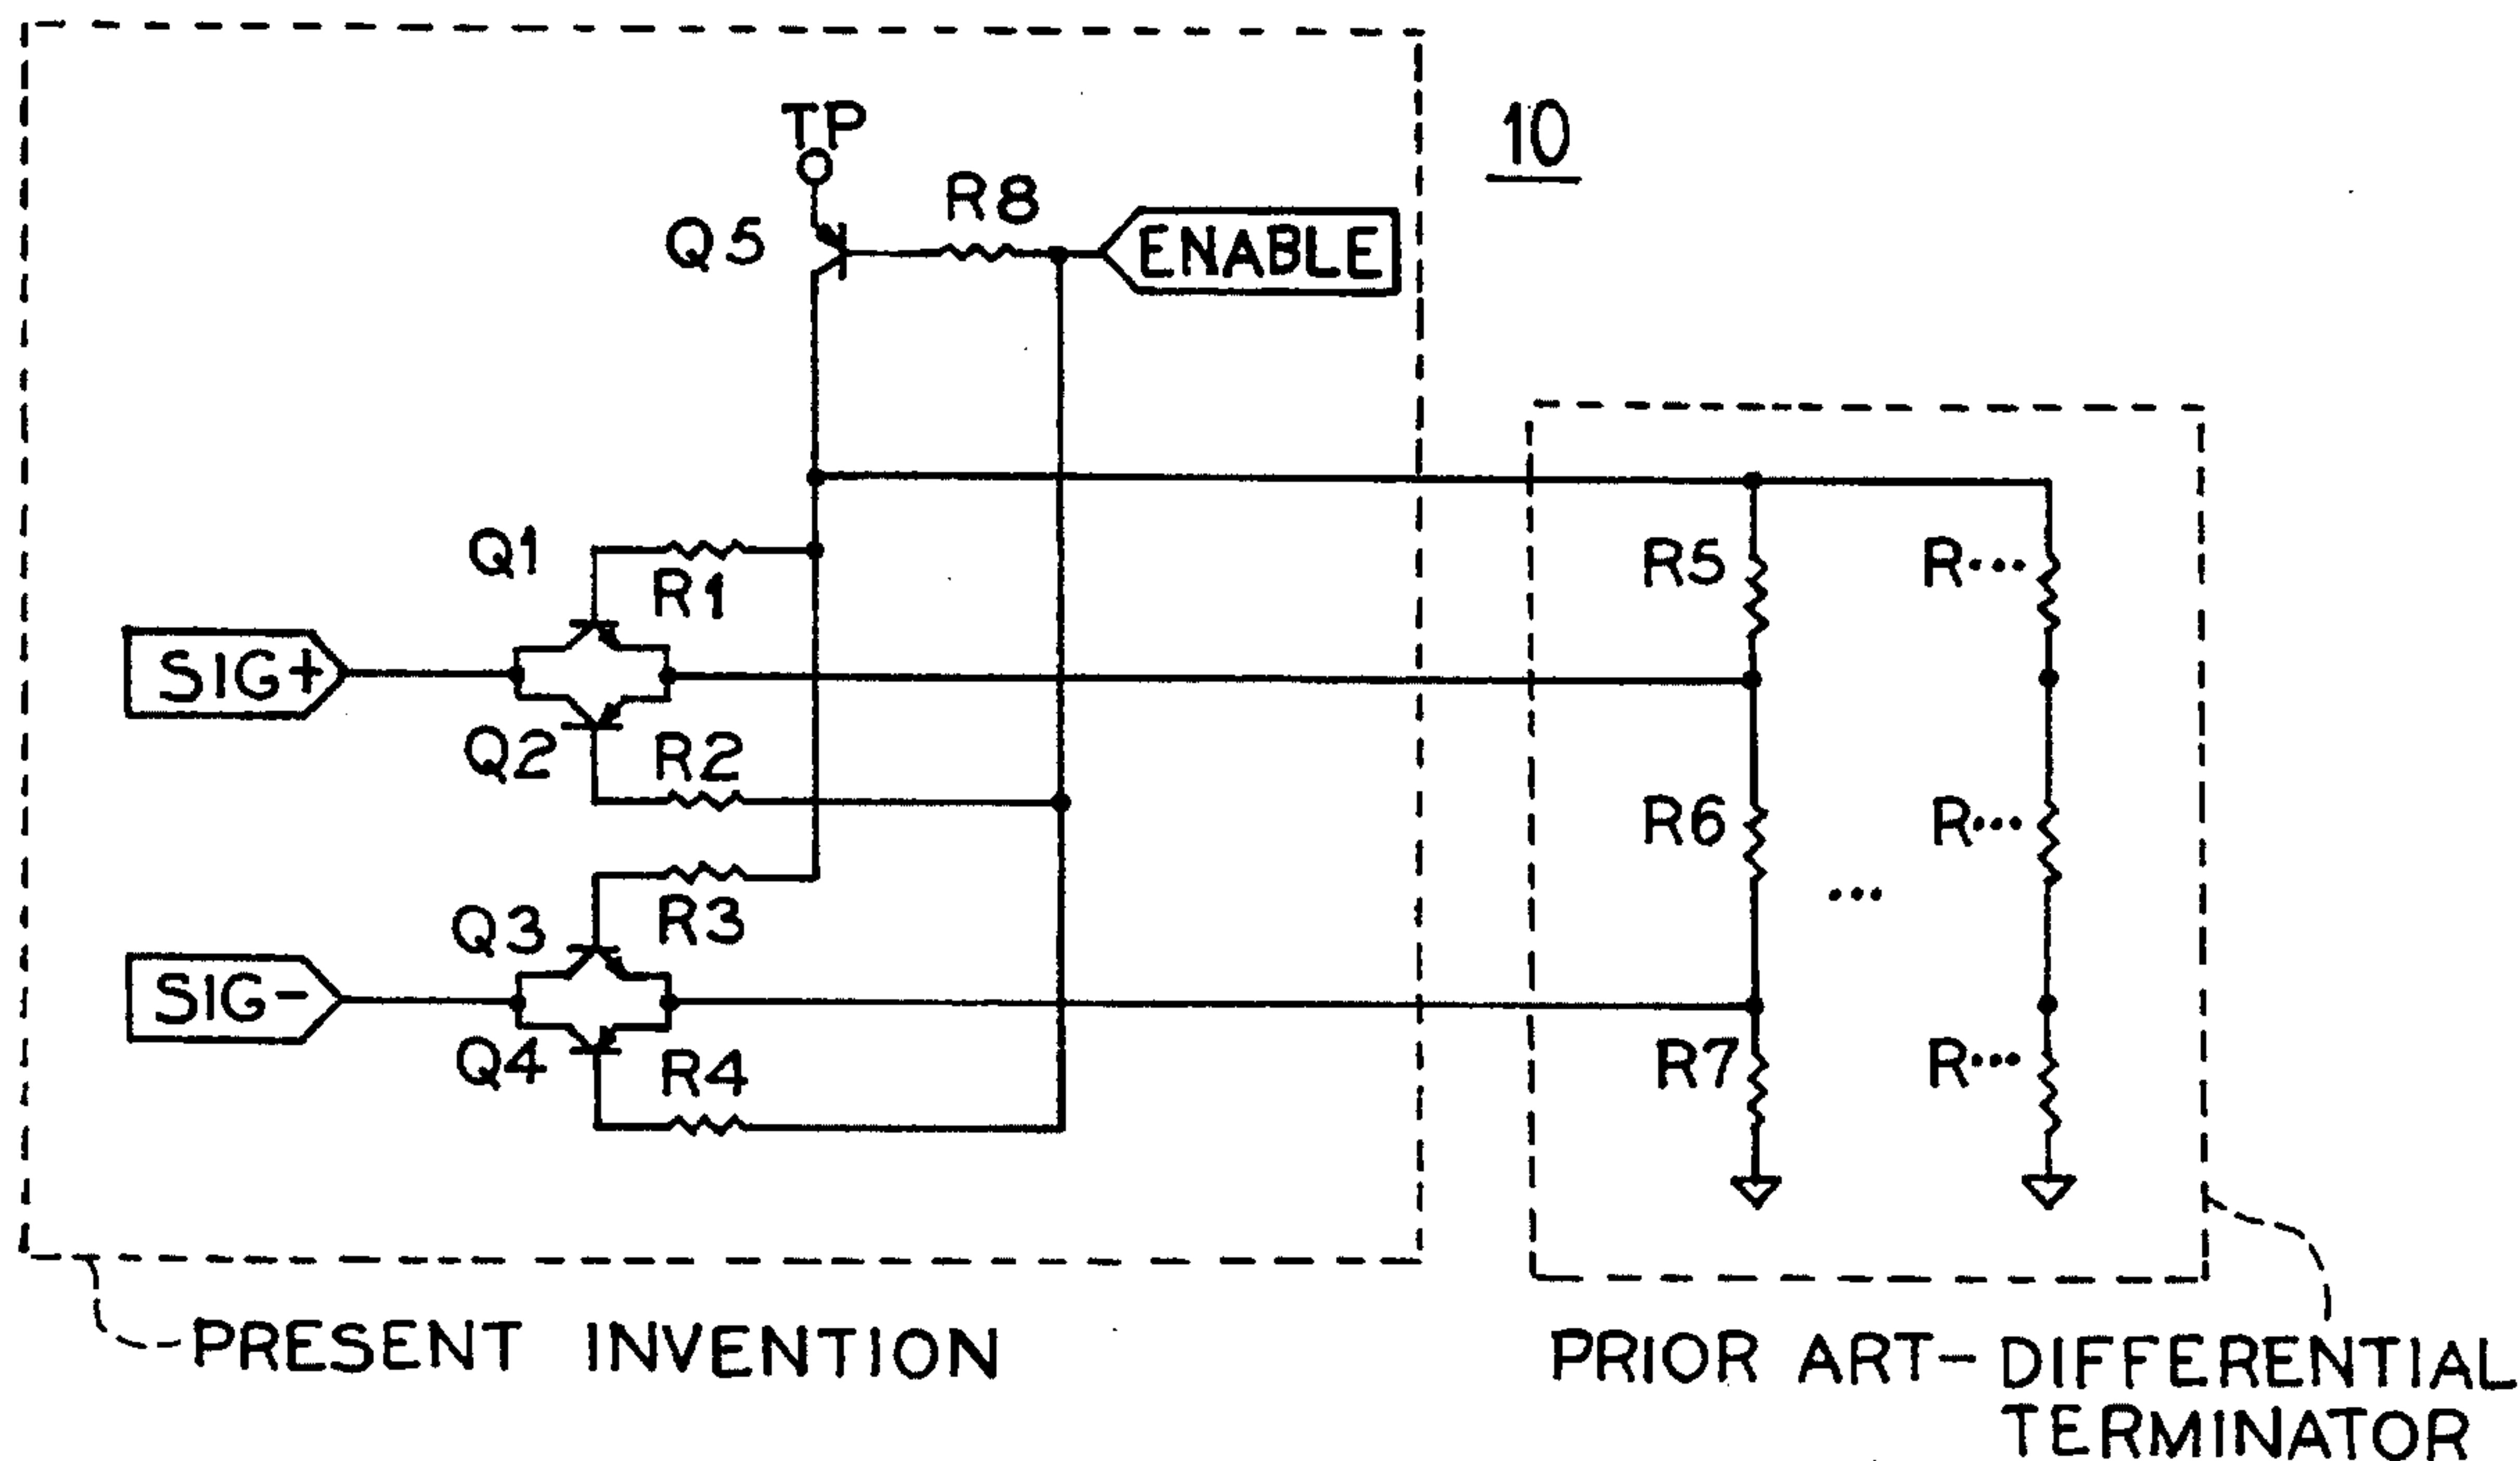 TP
10
R8
Q5
ENABLE
Q1
R1
R5
R...
SIG+
Q2
R2
R6
R...
...
R3
Q3
SIG-
Q4
R4
R7
R...
PRESENT INVENTION
PRIOR ART- DIFFERENTIAL
TERMINATOR